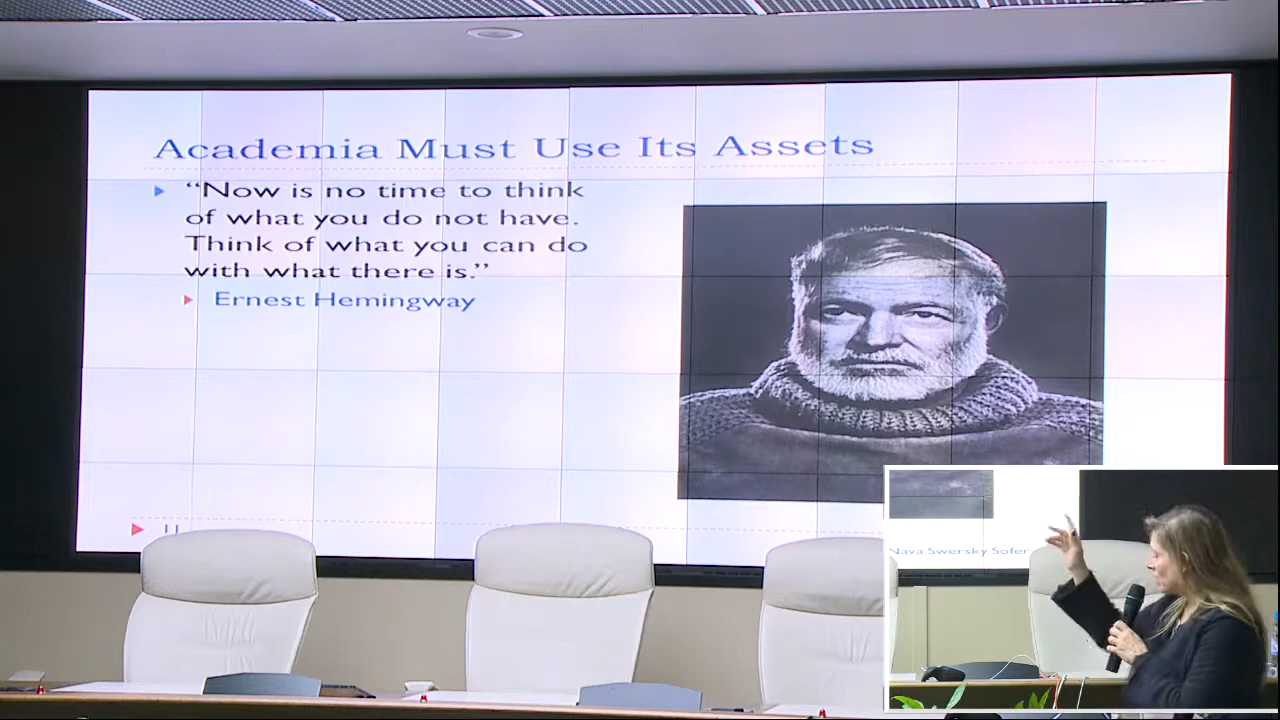 Academia Must Use Its Assets
“Now is no time to think
of what you do not have.
Think of what you can do
with what there is.”
Ernest Hemingway
Nava Swersky Sofer